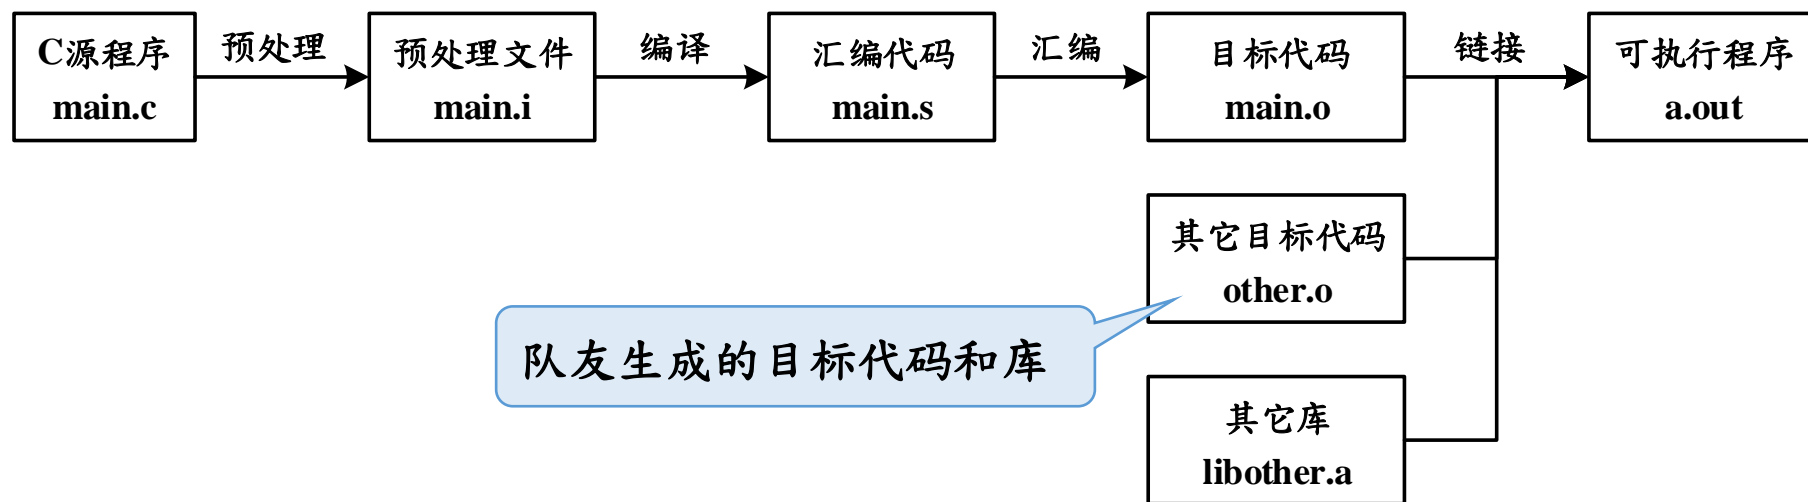 C源程序
main.c
预处理
预处理文件
main.i
编译
汇编代码
main.s
汇编
目标代码
main.o
链接
可执行程序
a.out
其它目标代码
other.o
队友生成的目标代码和库
其它库
libother.a